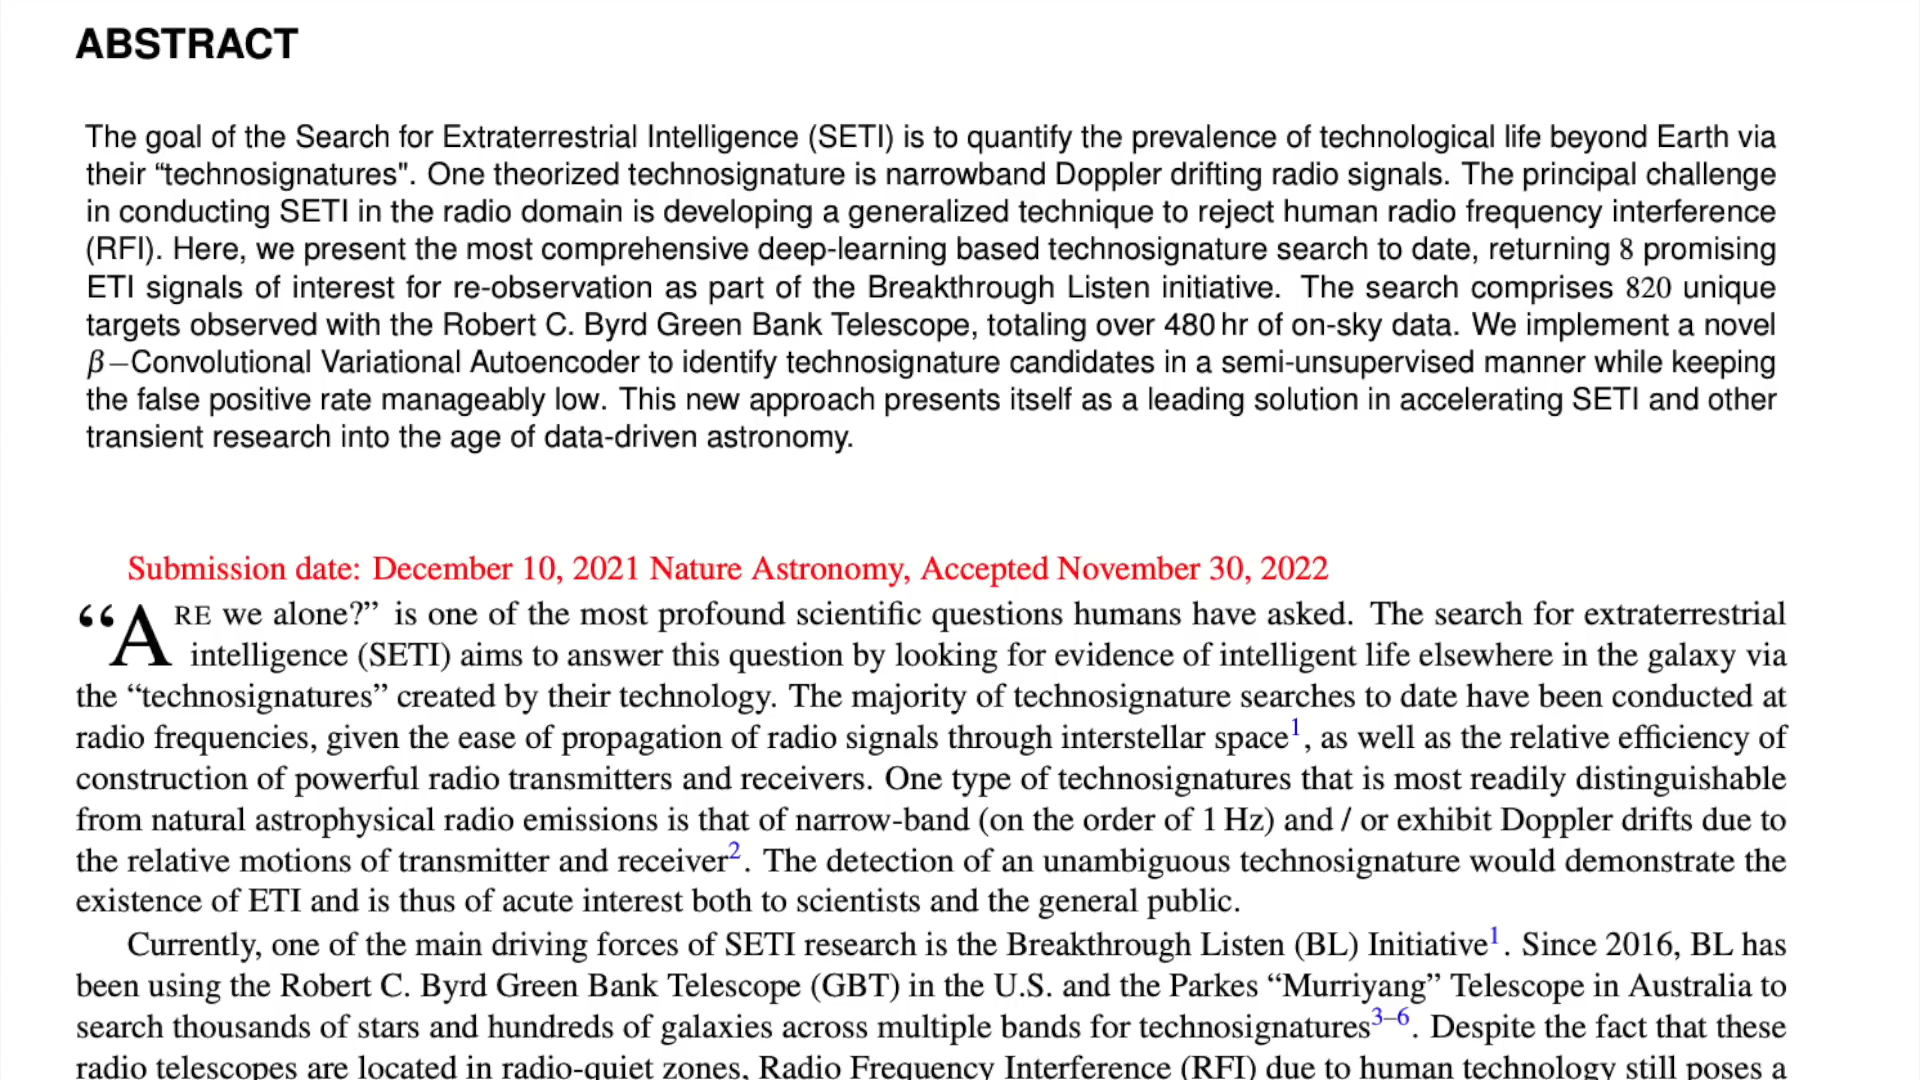 ABSTRACT
The goal of the Search for Extraterrestrial Intelligence (SETI) is to quantify the prevalence of technological life beyond Earth via
their “technosignatures". One theorized technosignature is narrowband Doppler drifting radio signals. The principal challenge
in conducting SETI in the radio domain is developing a generalized technique to reject human radio frequency interference
(RFI). Here, we present the most comprehensive deep-learning based technosignature search to date, returning 8 promising
ETI signals of interest for re-observation as part of the Breakthrough Listen initiative. The search comprises 820 unique
targets observed with the Robert C. Byrd Green Bank Telescope, totaling over 480 hr of on-sky data. We implement a novel
β−Convolutional Variational Autoencoder to identify technosignature candidates in a semi-unsupervised manner while keeping
the false positive rate manageably low. This new approach presents itself as a leading solution in accelerating SETI and other
transient research into the age of data-driven astronomy.
Submission date: December 10, 2021 Nature Astronomy, Accepted November 30, 2022
“ARE we alone?” is one of the most profound scientific questions humans have asked. The search for extraterrestrial
intelligence (SETI) aims to answer this question by looking for evidence of intelligent life elsewhere in the galaxy via
the “technosignatures” created by their technology. The majority of technosignature searches to date have been conducted at
radio frequencies, given the ease of propagation of radio signals through interstellar space1, as well as the relative efficiency of
construction of powerful radio transmitters and receivers. One type of technosignatures that is most readily distinguishable
from natural astrophysical radio emissions is that of narrow-band (on the order of 1 Hz) and / or exhibit Doppler drifts due to
the relative motions of transmitter and receiver2. The detection of an unambiguous technosignature would demonstrate the
existence of ETI and is thus of acute interest both to scientists and the general public.
Currently, one of the main driving forces of SETI research is the Breakthrough Listen (BL) Initiative1. Since 2016, BL has
been using the Robert C. Byrd Green Bank Telescope (GBT) in the U.S. and the Parkes “Murriyang” Telescope in Australia to
search thousands of stars and hundreds of galaxies across multiple bands for technosignatures3–6. Despite the fact that these
radio telescopes are located in radio-quiet zones, Radio Frequency Interference (RFI) due to human technology still poses a